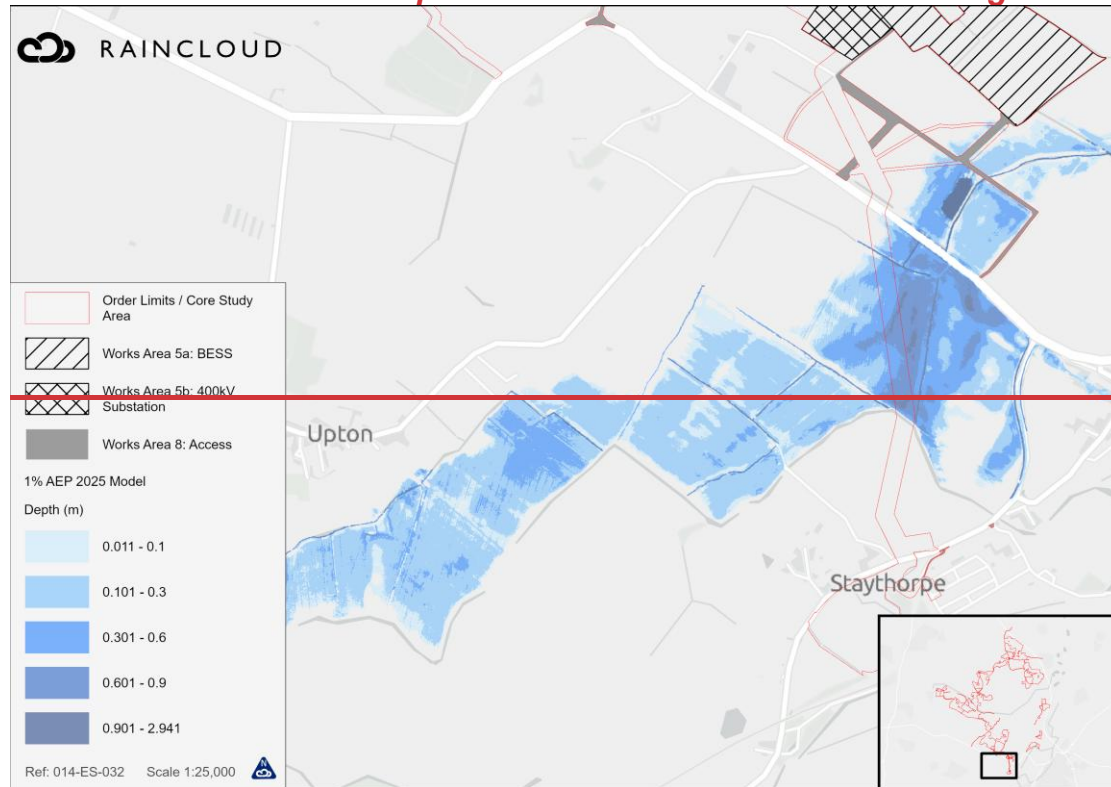 RAINCLOUD
Order Limits / Core Study
Area
Works Area 5a: BESS
Works Area 5b: 400kV
Substation
Works Area 8: Access
1% AEP 2025 Model
Depth (m)
0.011 - 0.1
0.101 - 0.3
0.301 - 0.6
0.601 - 0.9
0.901 - 2.941
Ref: 014-ES-032 Scale 1:25,000
N
Upton
Staythorpe